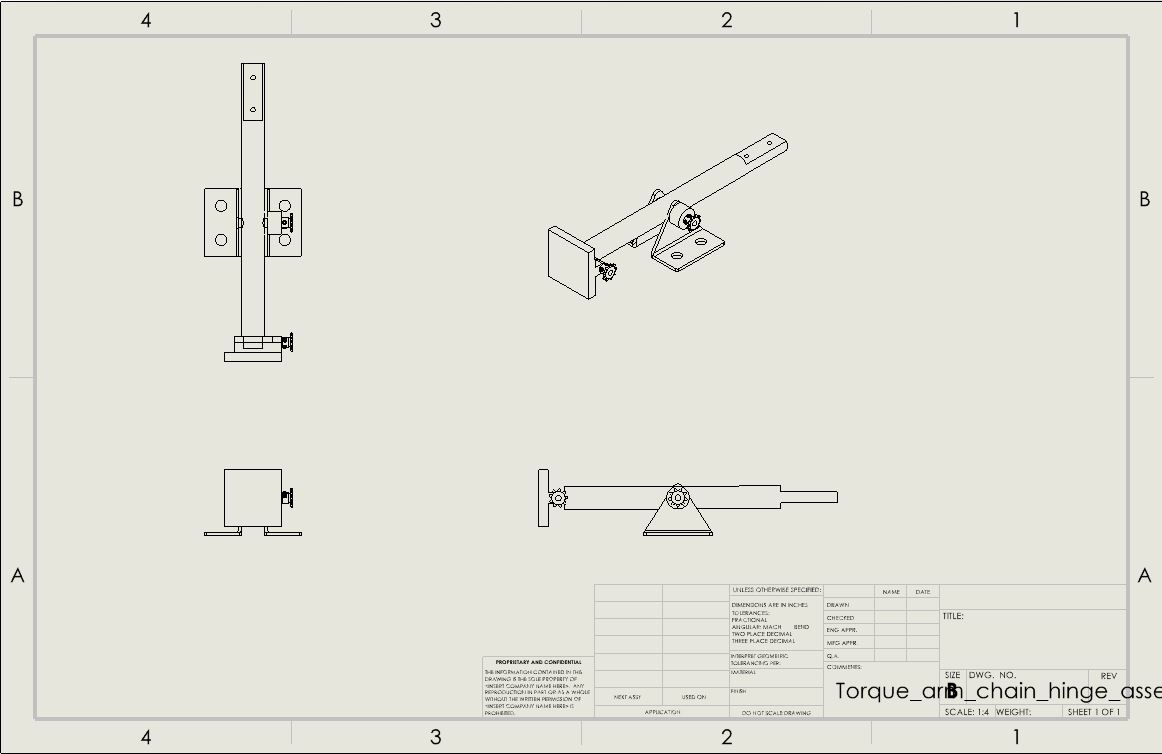 4 3 2 1
B B
A A
UNLESS OTHERWISE SPECIFIED:
NAME DATE
DIMENSIONS ARE IN INCHES
TOLERANCES:
FRACTIONAL
ANGULAR: MACH BEND
TWO PLACE DECIMAL
THREE PLACE DECIMAL
DRAWN
CHECKED
ENG APPR.
MFG APPR.
TITLE:
INTERPRET GEOMETRIC
TOLERANCING PER:
Q.A.
COMMENTS:
MATERIAL
FINISH
PROPRIETARY AND CONFIDENTIAL
THE INFORMATION CONTAINED IN THIS
DRAWING IS THE SOLE PROPERTY OF
<INSERT COMPANY NAME HERE>. ANY
REPRODUCTION IN PART OR AS A WHOLE
WITHOUT THE WRITTEN PERMISSION OF
<INSERT COMPANY NAME HERE> IS
PROHIBITED.
NEXT ASSY USED ON
APPLICATION DO NOT SCALE DRAWING
SIZE DWG. NO. REV
B
Torque_arm_chain_hinge_asse
SCALE: 1:4 WEIGHT: SHEET 1 OF 1
4 3 2 1